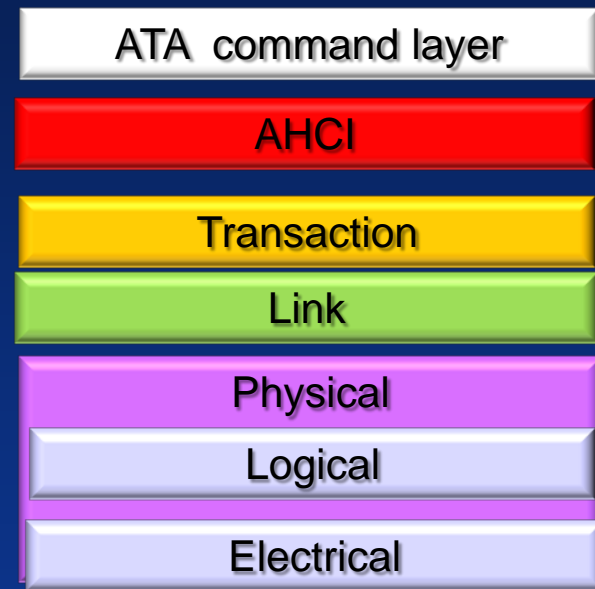 ATA command layer
AHCI
Transaction
Link
Physical
Logical
Electrical